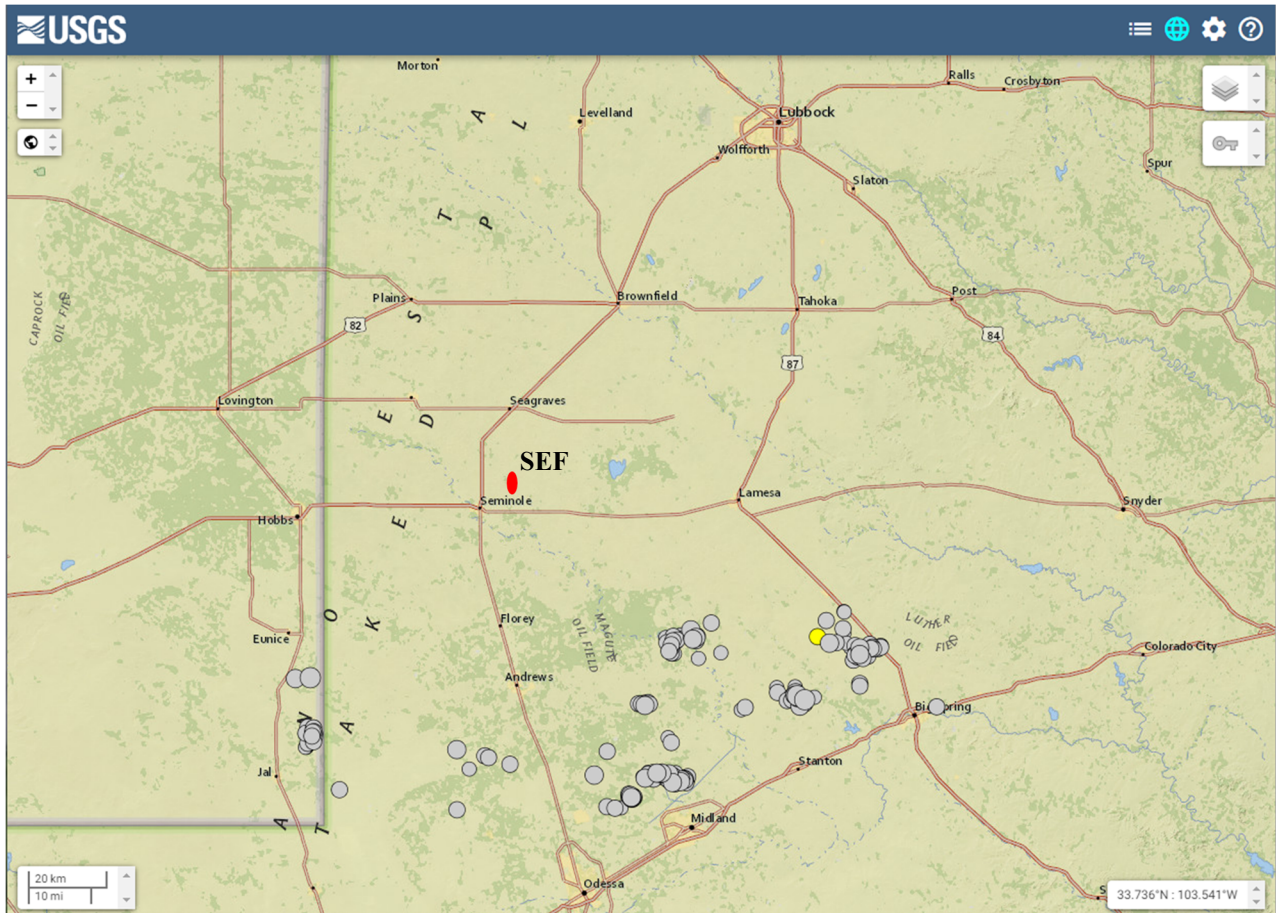 USGS
+
−
Morton
Levelland
Lubbock
Wolfforth
Ralls
Crosbyton
Spur
Slaton
A
L
T
P
S
CAPROCK
OIL FIELD
Plains
82
Brownfield
Tahoka
Post
84
87
Lovington
E
D
Seagraves
SEF
Seminole
Lamesa
Snyder
Hobbs
E
O
K
Eunice
Florey
MAGUTE
OIL FIELD
LUTHER
OIL FIELD
Colorado City
Andrews
A
Big Spring
Jal
Stanton
A
T
Midland
Odessa
20 km
10 mi
S
33.736°N : 103.541°W